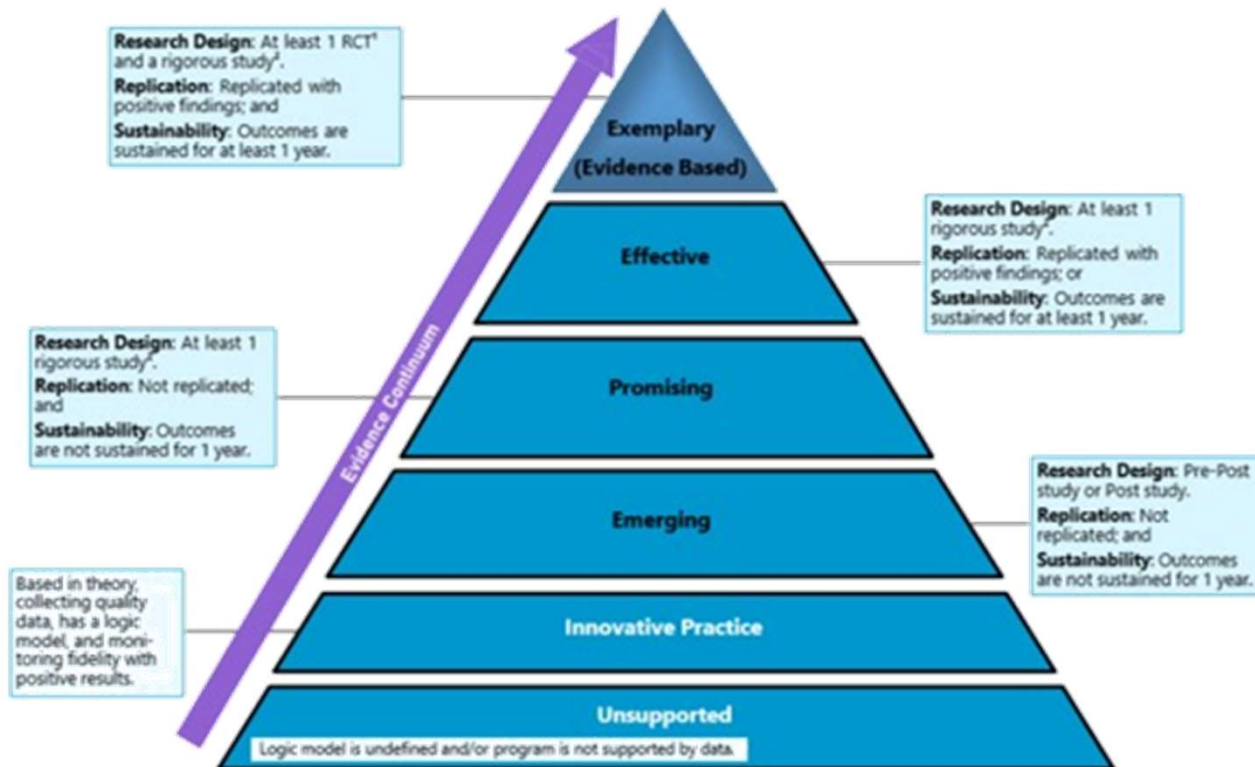 Research Design: At least 1 RCT¹
and a rigorous study².
Replication: Replicated with
positive findings; and
Sustainability: Outcomes are
sustained for at least 1 year.
Exemplary
(Evidence Based)
Research Design: At least 1
rigorous study².
Replication: Replicated with
positive findings; or
Sustainability: Outcomes are
sustained for at least 1 year.
Effective
Evidence Continuum
Research Design: At least 1
rigorous study².
Replication: Not replicated;
and
Sustainability: Outcomes
are not sustained for 1 year.
Promising
Research Design: Pre-Post
study or Post study.
Replication: Not
replicated; and
Sustainability: Outcomes
are not sustained for 1 year.
Emerging
Based in theory,
collecting quality
data, has a logic
model, and moni-
toring fidelity with
positive results.
Innovative Practice
Unsupported
Logic model is undefined and/or program is not supported by data.